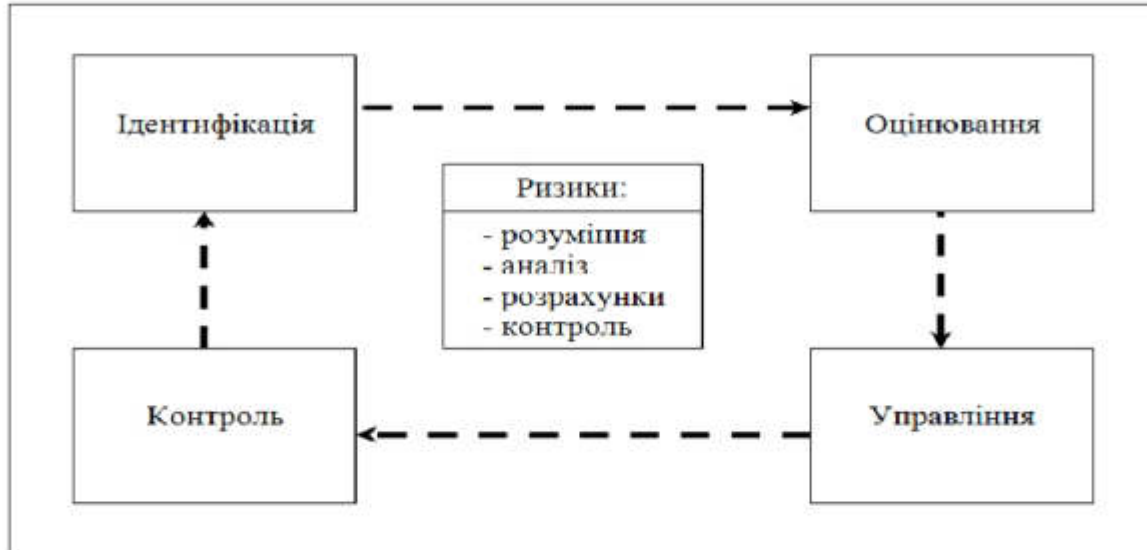 Ідентифікація
Оцінювання
Ризики:
- розуміння
- аналіз
- розрахунки
- контроль
Контроль
Управління